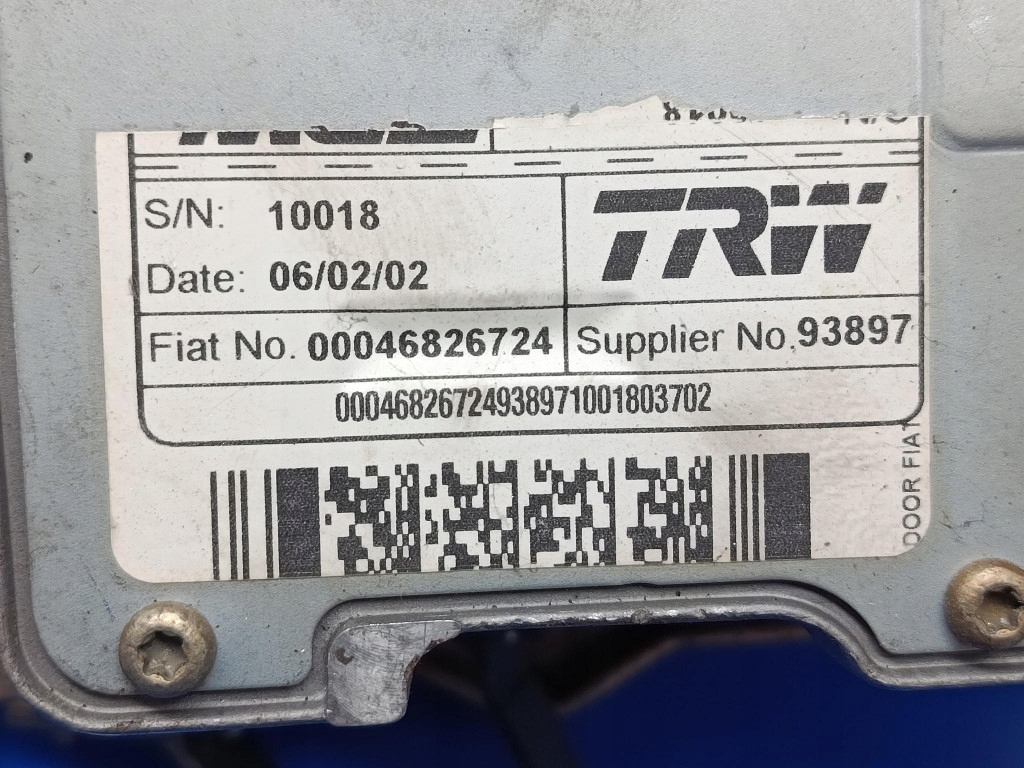 S/N: 10018
Date: 06/02/02
TRW
Fiat No. 00046826724
Supplier No. 93897
00046826724938971001803702
DOOR FIAT